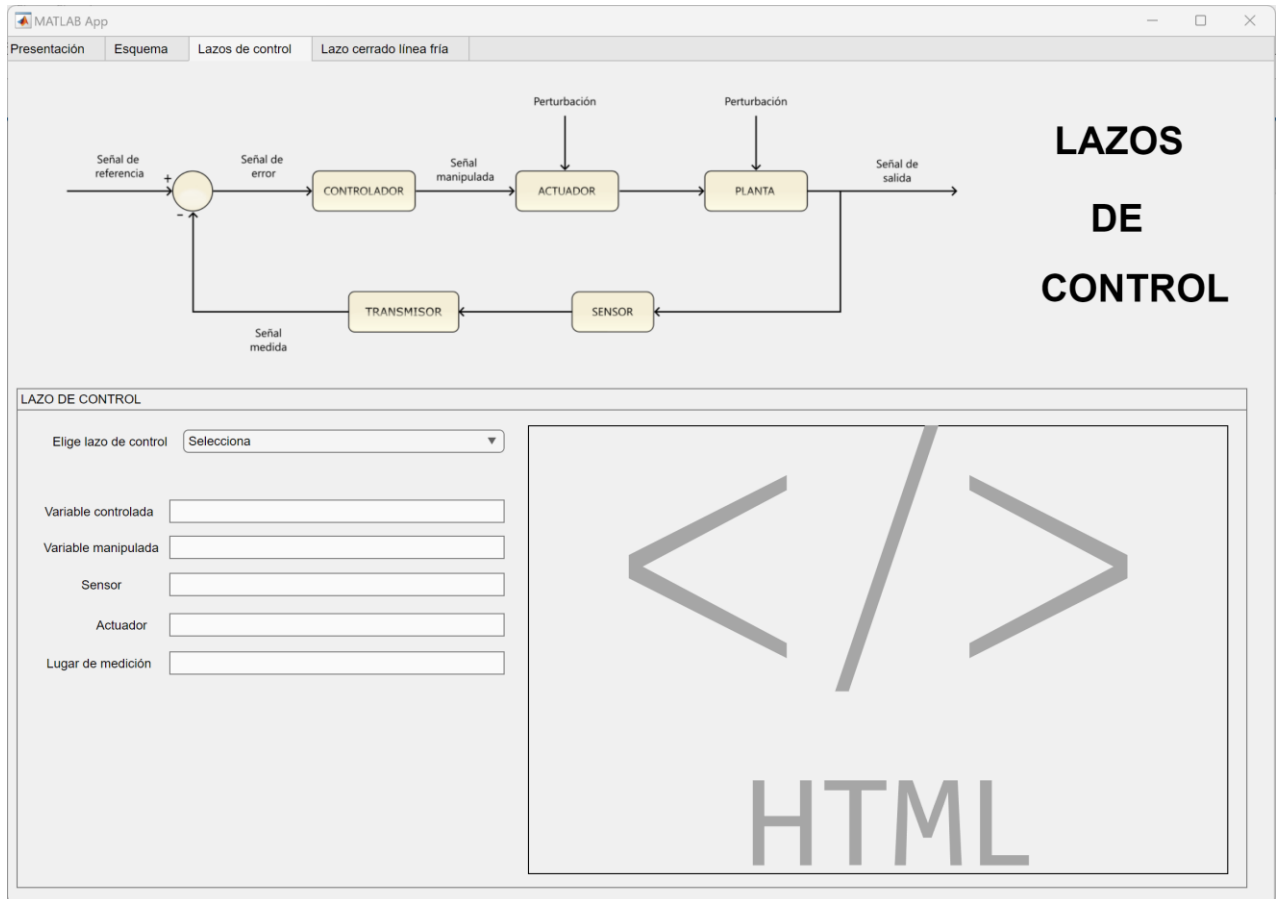 MATLAB App
Presentación Esquema Lazos de control Lazo cerrado línea fría
Perturbación Perturbación
LAZOS
DE
CONTROL
Señal de
referencia
+
-
Señal de
error
CONTROLADOR
Señal
manipulada
ACTUADOR
PLANTA
Señal de
salida
TRANSMISOR
SENSOR
Señal
medida
LAZO DE CONTROL
Elige lazo de control Selecciona
Variable controlada
Variable manipulada
Sensor
Actuador
Lugar de medición
</>
HTML